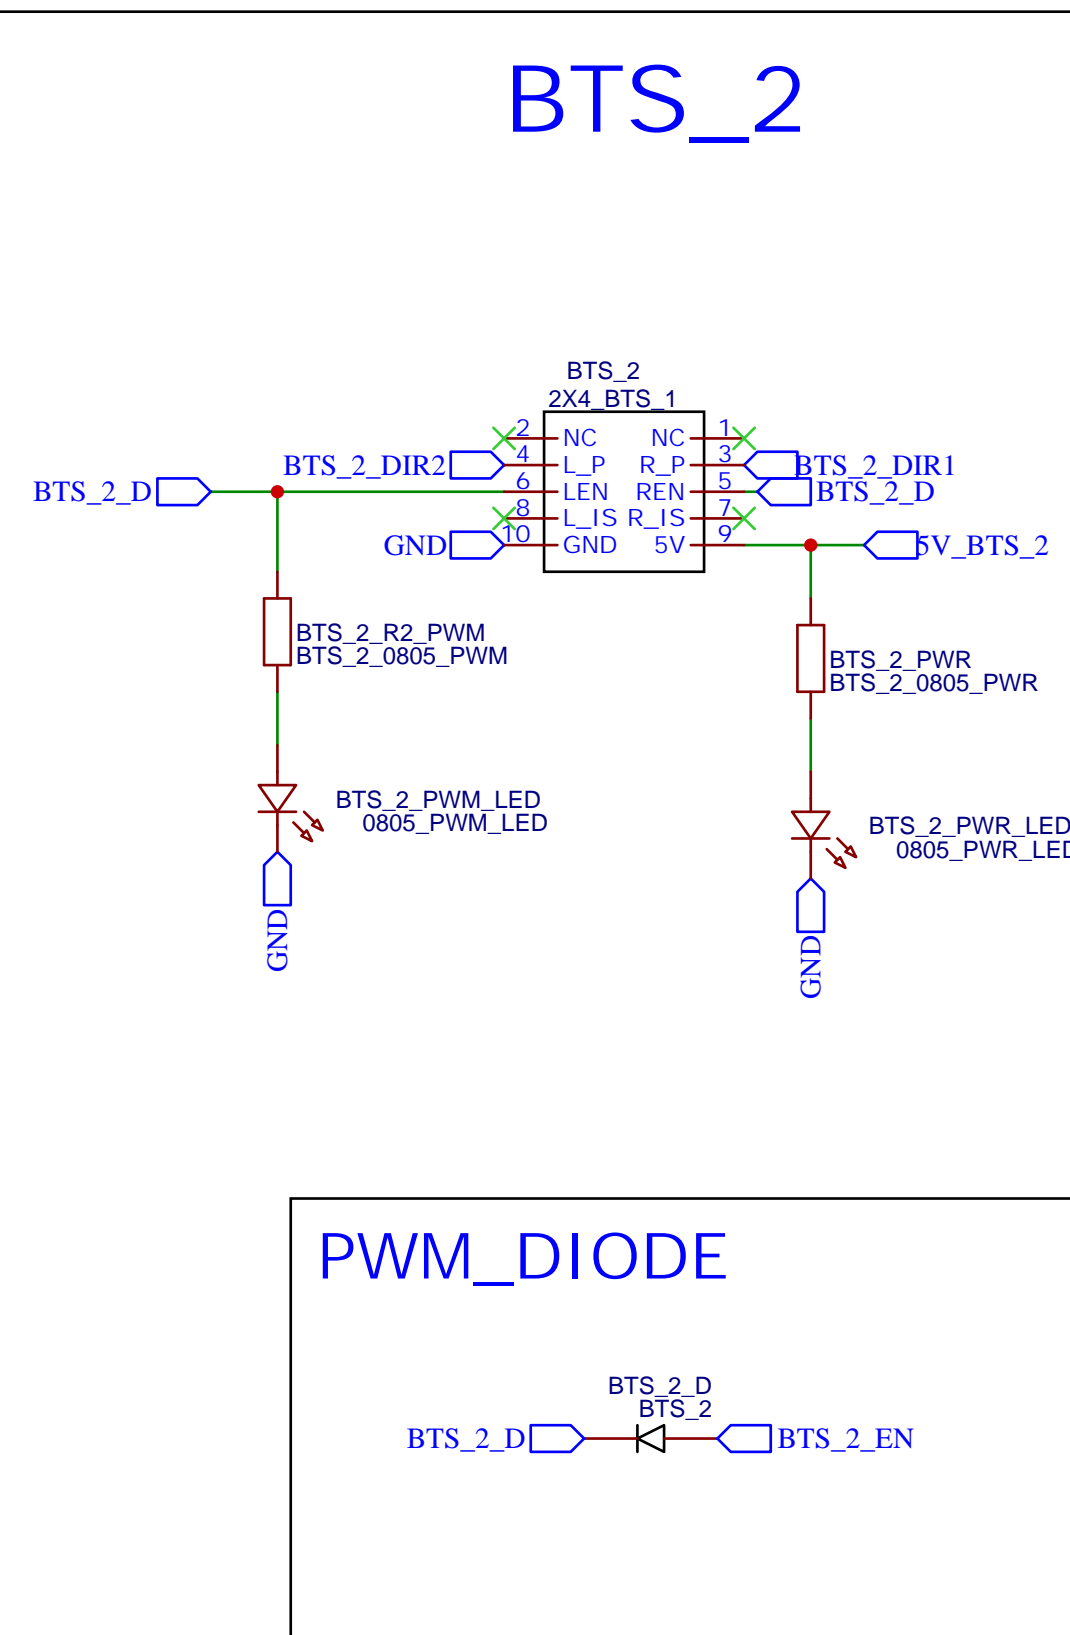 BTS_2
BTS_2
2X4_BTS_1
2 NC NC 1
BTS_2_DIR2 4 L_P R_P 3 BTS_2_DIR1
BTS_2_D 6 LEN REN 5 BTS_2_D
8 L_IS R_IS 7
GND 10 GND 5V 9 5V_BTS_2
BTS_2_R2_PWM
BTS_2_0805_PWM
BTS_2_PWR
BTS_2_0805_PWR
BTS_2_PWM_LED
0805_PWM_LED
BTS_2_PWR_LED
0805_PWR_LED
GND
GND
PWM_DIODE
BTS_2_D
BTS_2
BTS_2_D BTS_2_EN